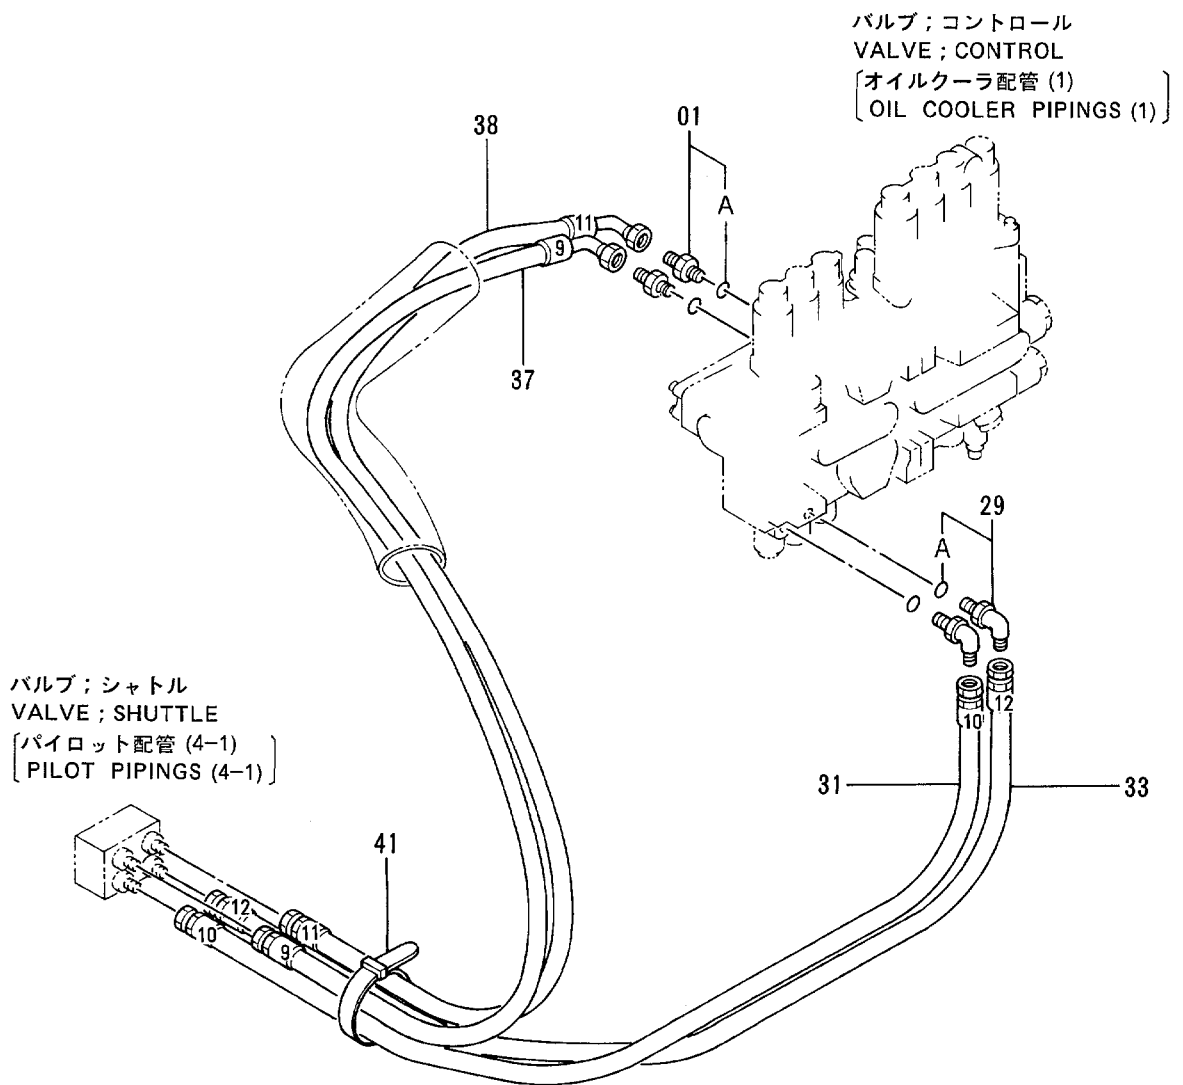 バルブ ; コントロール
VALVE ; CONTROL
オイルクーラ配管 (1)
OIL COOLER PIPINGS (1)
38
01
A
11
9
37
29
A
10
12
31
33
バルブ ; シャトル
VALVE ; SHUTTLE
パイロット配管 (4-1)
PILOT PIPINGS (4-1)
41
12
10
11
9